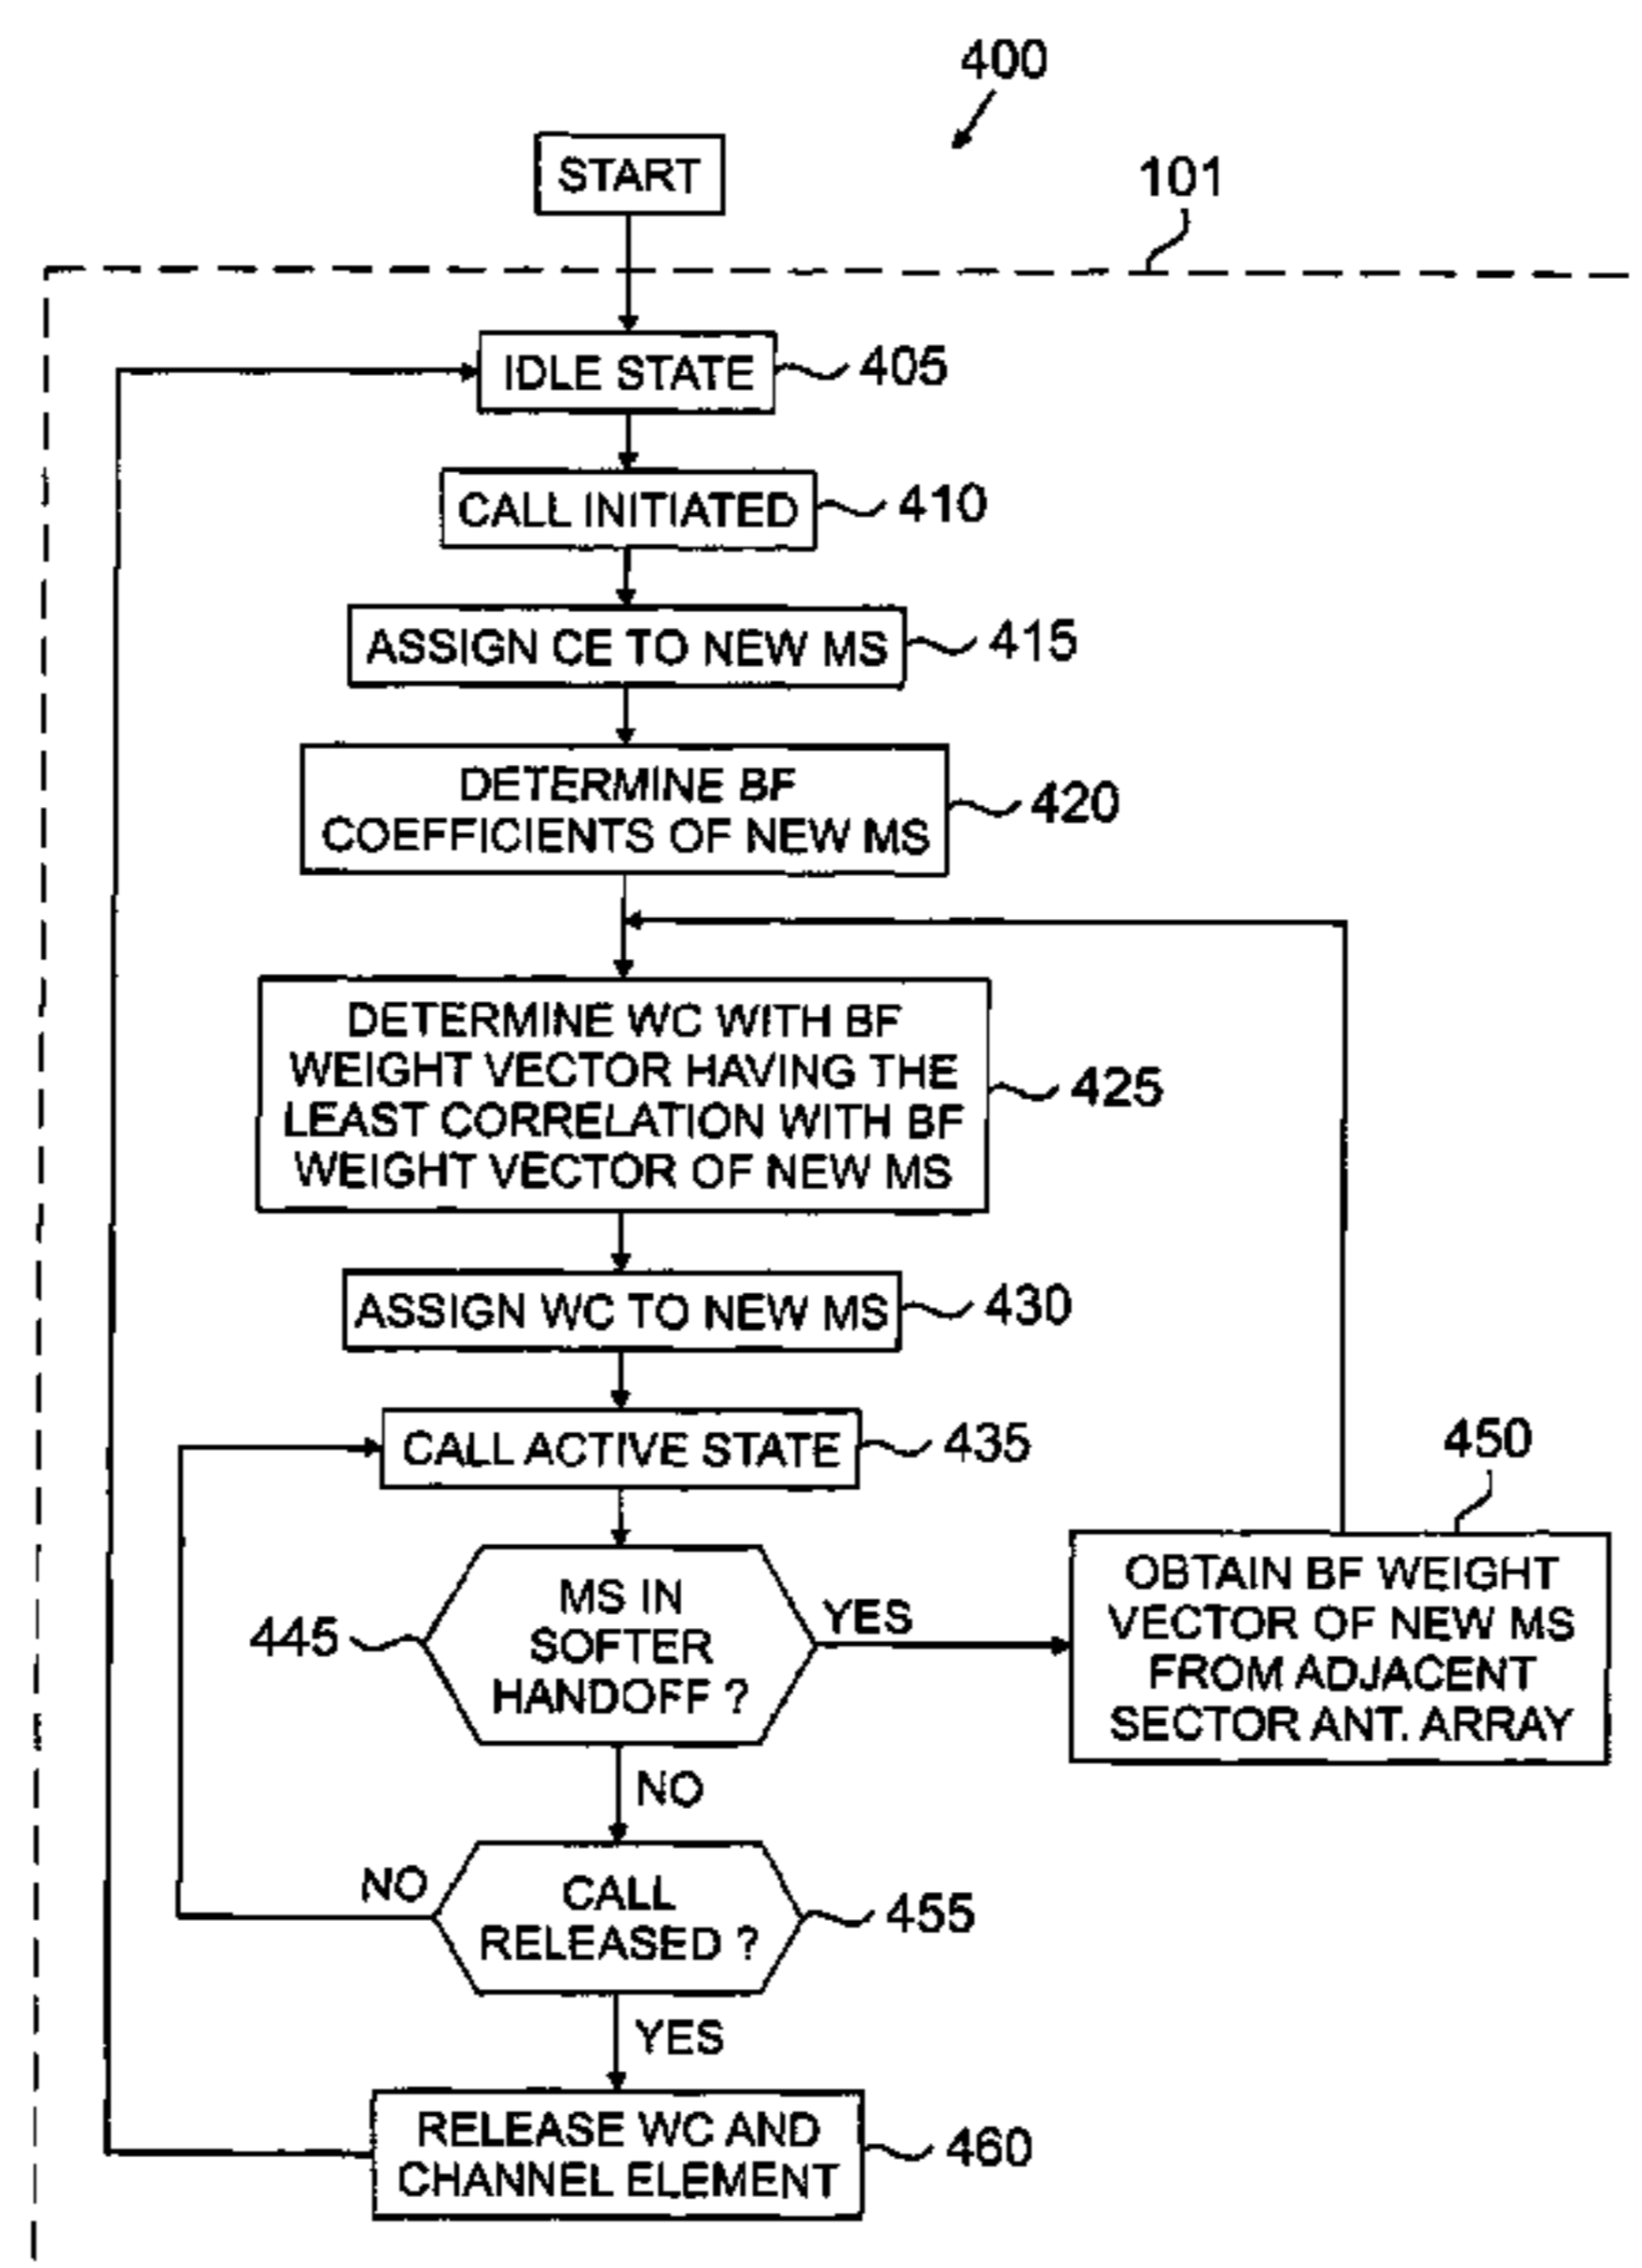 400
START
101
IDLE STATE
405
CALL INITIATED
410
ASSIGN CE TO NEW MS
415
DETERMINE BF
COEFFICIENTS OF NEW MS
420
DETERMINE WC WITH BF
WEIGHT VECTOR HAVING THE
LEAST CORRELATION WITH BF
WEIGHT VECTOR OF NEW MS
425
ASSIGN WC TO NEW MS
430
CALL ACTIVE STATE
435
MS IN
SOFTER
HANDOFF ?
445
YES
450
OBTAIN BF WEIGHT
VECTOR OF NEW MS
FROM ADJACENT
SECTOR ANT. ARRAY
NO
CALL
RELEASED ?
455
NO
YES
RELEASE WC AND
CHANNEL ELEMENT
460